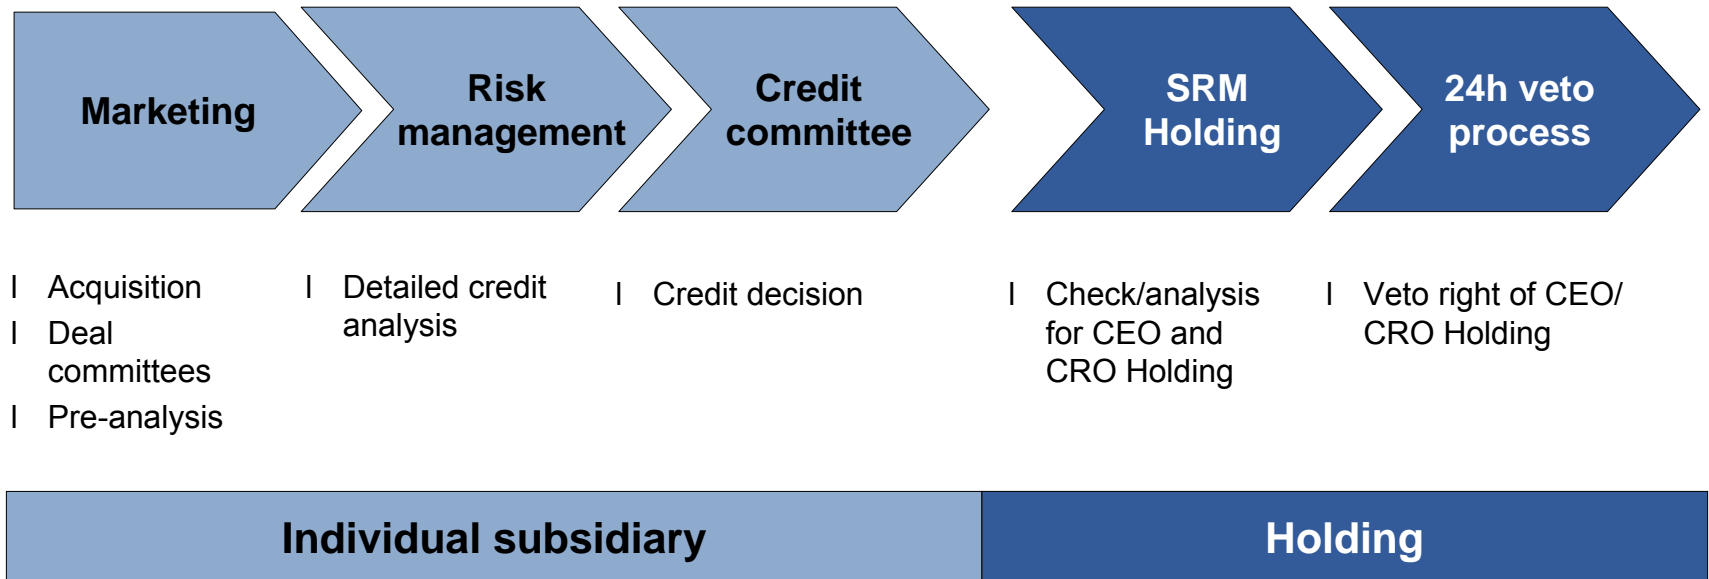 Marketing
Risk
management
Credit
committee
SRM
Holding
24h veto
process
l Acquisition
l Deal
committees
l Pre-analysis
l Detailed credit
analysis
l Credit decision
l Check/analysis
for CEO and
CRO Holding
l Veto right of CEO/
CRO Holding
Individual subsidiary
Holding